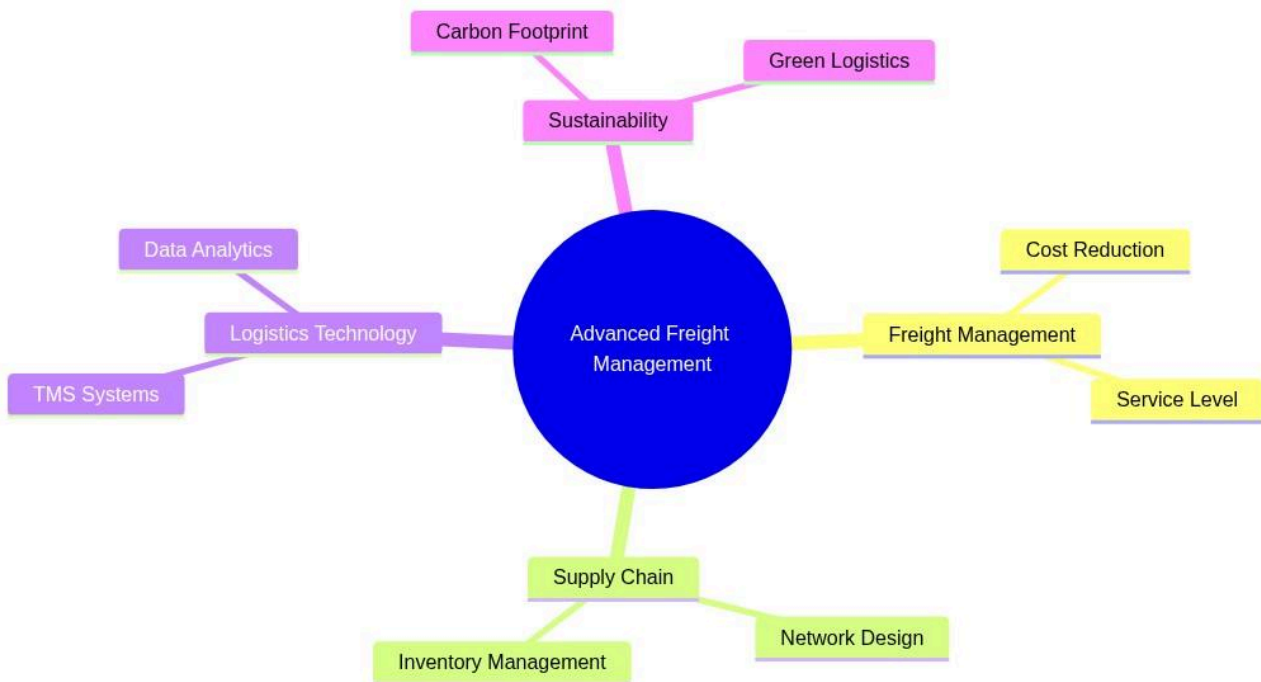 Carbon Footprint
Green Logistics
Sustainability
Data Analytics
Cost Reduction
Logistics Technology
Advanced Freight
Management
Freight Management
TMS Systems
Service Level
Supply Chain
Network Design
Inventory Management